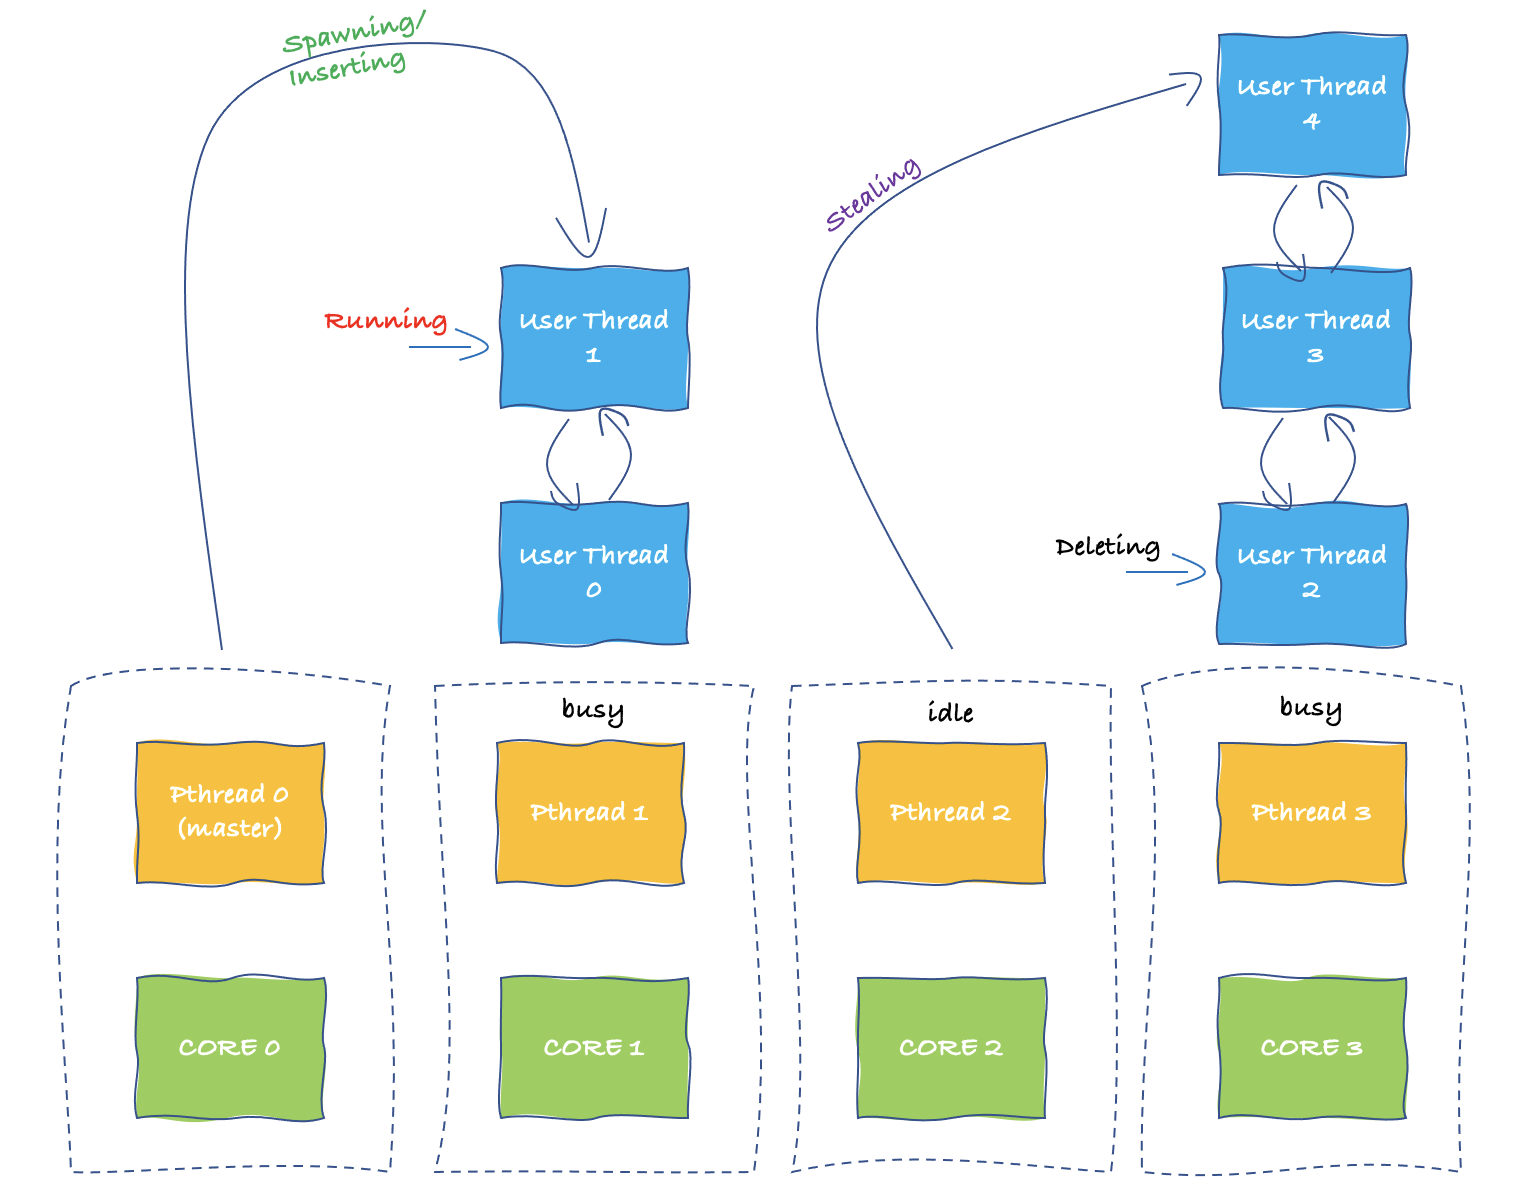 Spawning/
Inserting
User Thread
4
Stealing
Running
User Thread
1
User Thread
3
User Thread
0
Deleting
User Thread
2
busy
idle
busy
Pthread 0
(master)
Pthread 1
Pthread 2
Pthread 3
CORE 0
CORE 1
CORE 2
CORE 3